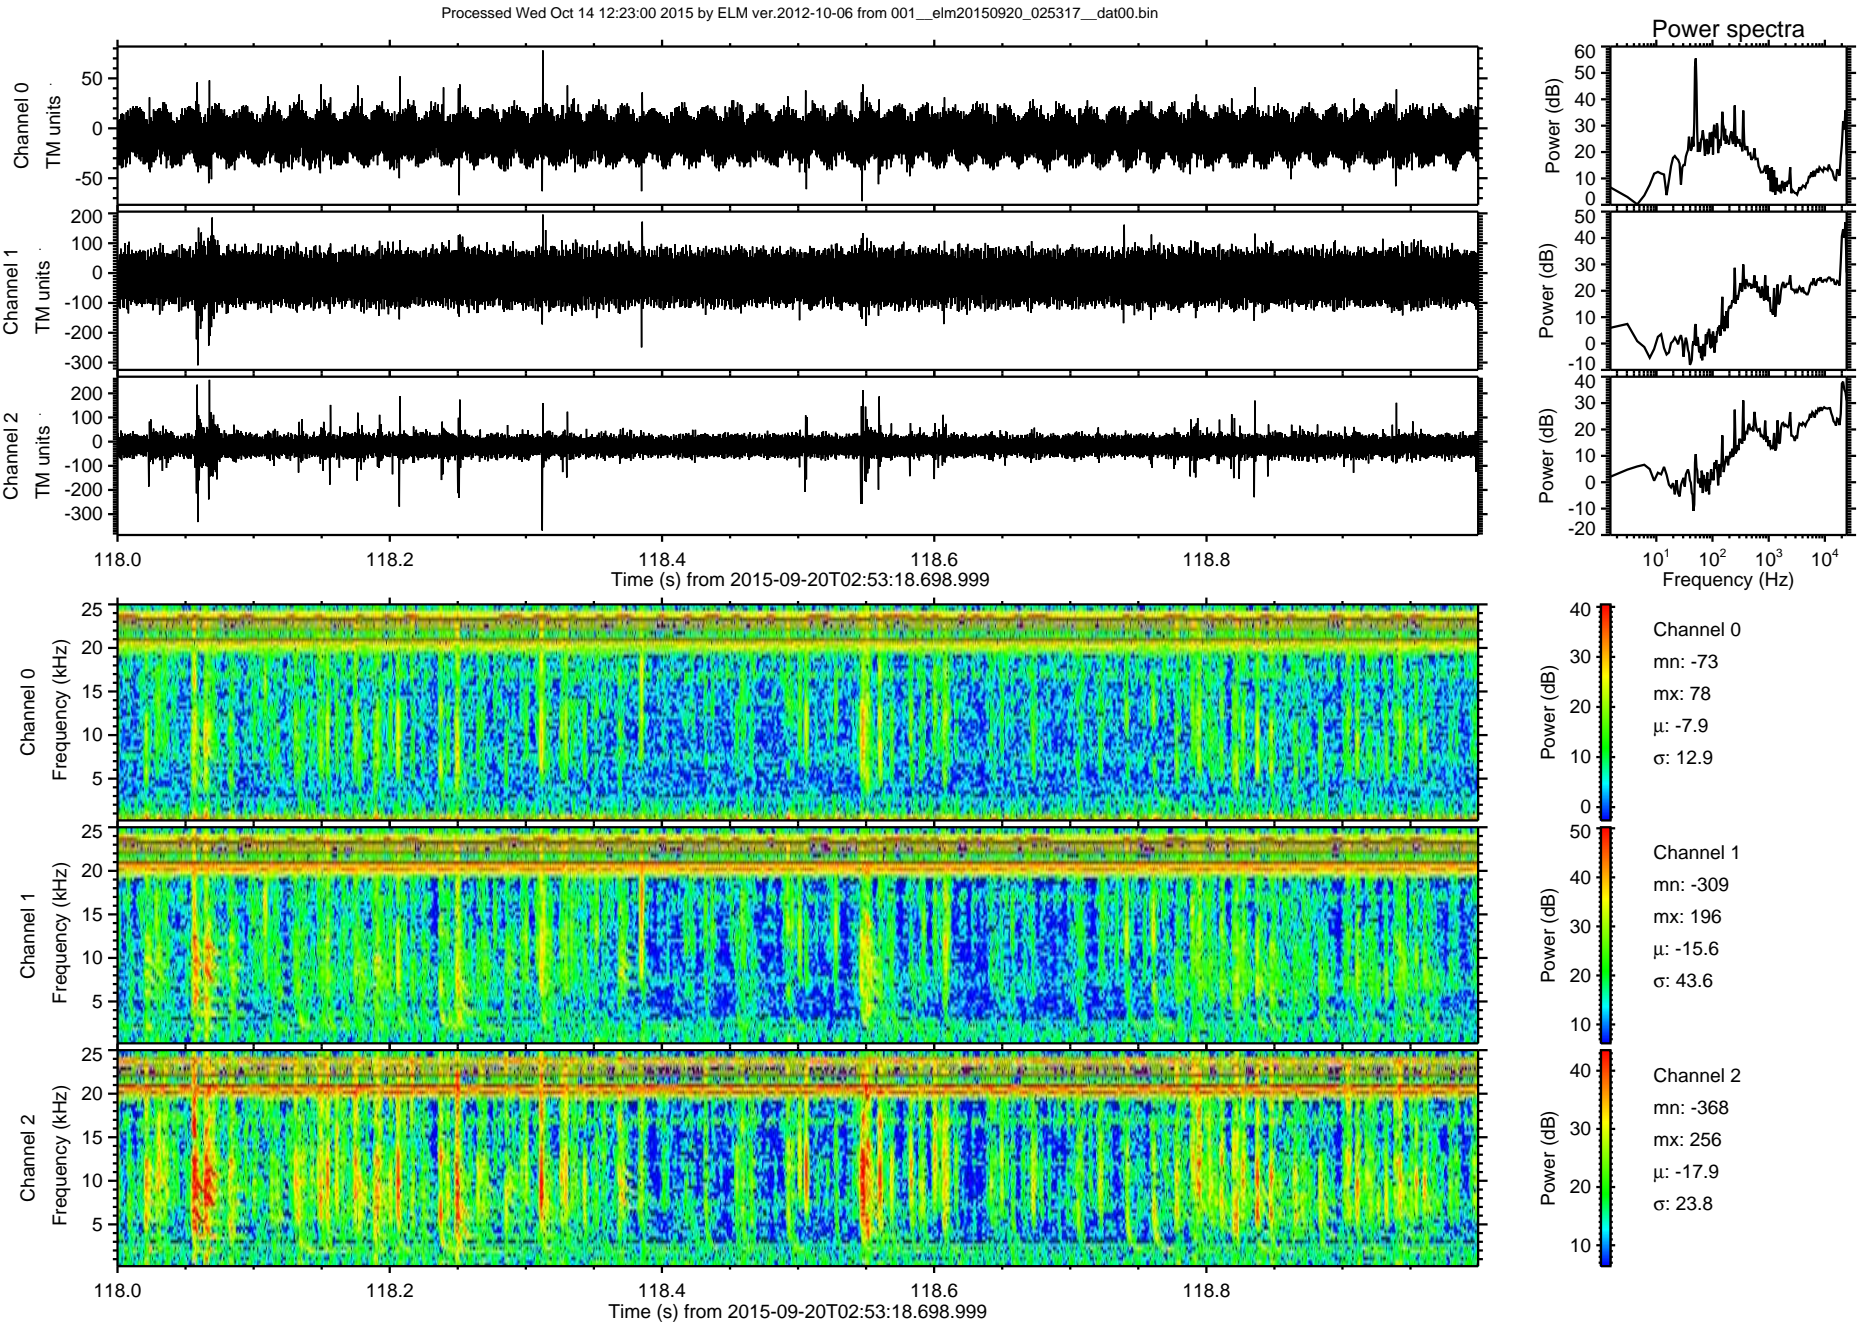 Processed Wed Oct 14 12:23:00 2015 by ELM ver.2012-10-06 from 001__elm20150920_025317__dat00.bin
Power spectra
Channel 0
TM units
50
0
-50
Power (dB)
60
50
40
30
20
10
0
Channel 1
TM units
200
100
0
-100
-200
-300
Power (dB)
50
40
30
20
10
0
-10
Channel 2
TM units
200
100
0
-100
-200
-300
Power (dB)
40
30
20
10
0
-10
-20
118.0 118.2 118.4 118.6 118.8
Time (s) from 2015-09-20T02:53:18.698.999
10¹ 10² 10³ 10⁴
Frequency (Hz)
Channel 0
Frequency (kHz)
25
20
15
10
5
Power (dB)
40
30
20
10
0
Channel 0
mn: -73
mx: 78
μ: -7.9
σ: 12.9
Channel 1
Frequency (kHz)
25
20
15
10
5
Power (dB)
50
40
30
20
10
Channel 1
mn: -309
mx: 196
μ: -15.6
σ: 43.6
Channel 2
Frequency (kHz)
25
20
15
10
5
Power (dB)
40
30
20
10
Channel 2
mn: -368
mx: 256
μ: -17.9
σ: 23.8
118.0 118.2 118.4 118.6 118.8
Time (s) from 2015-09-20T02:53:18.698.999